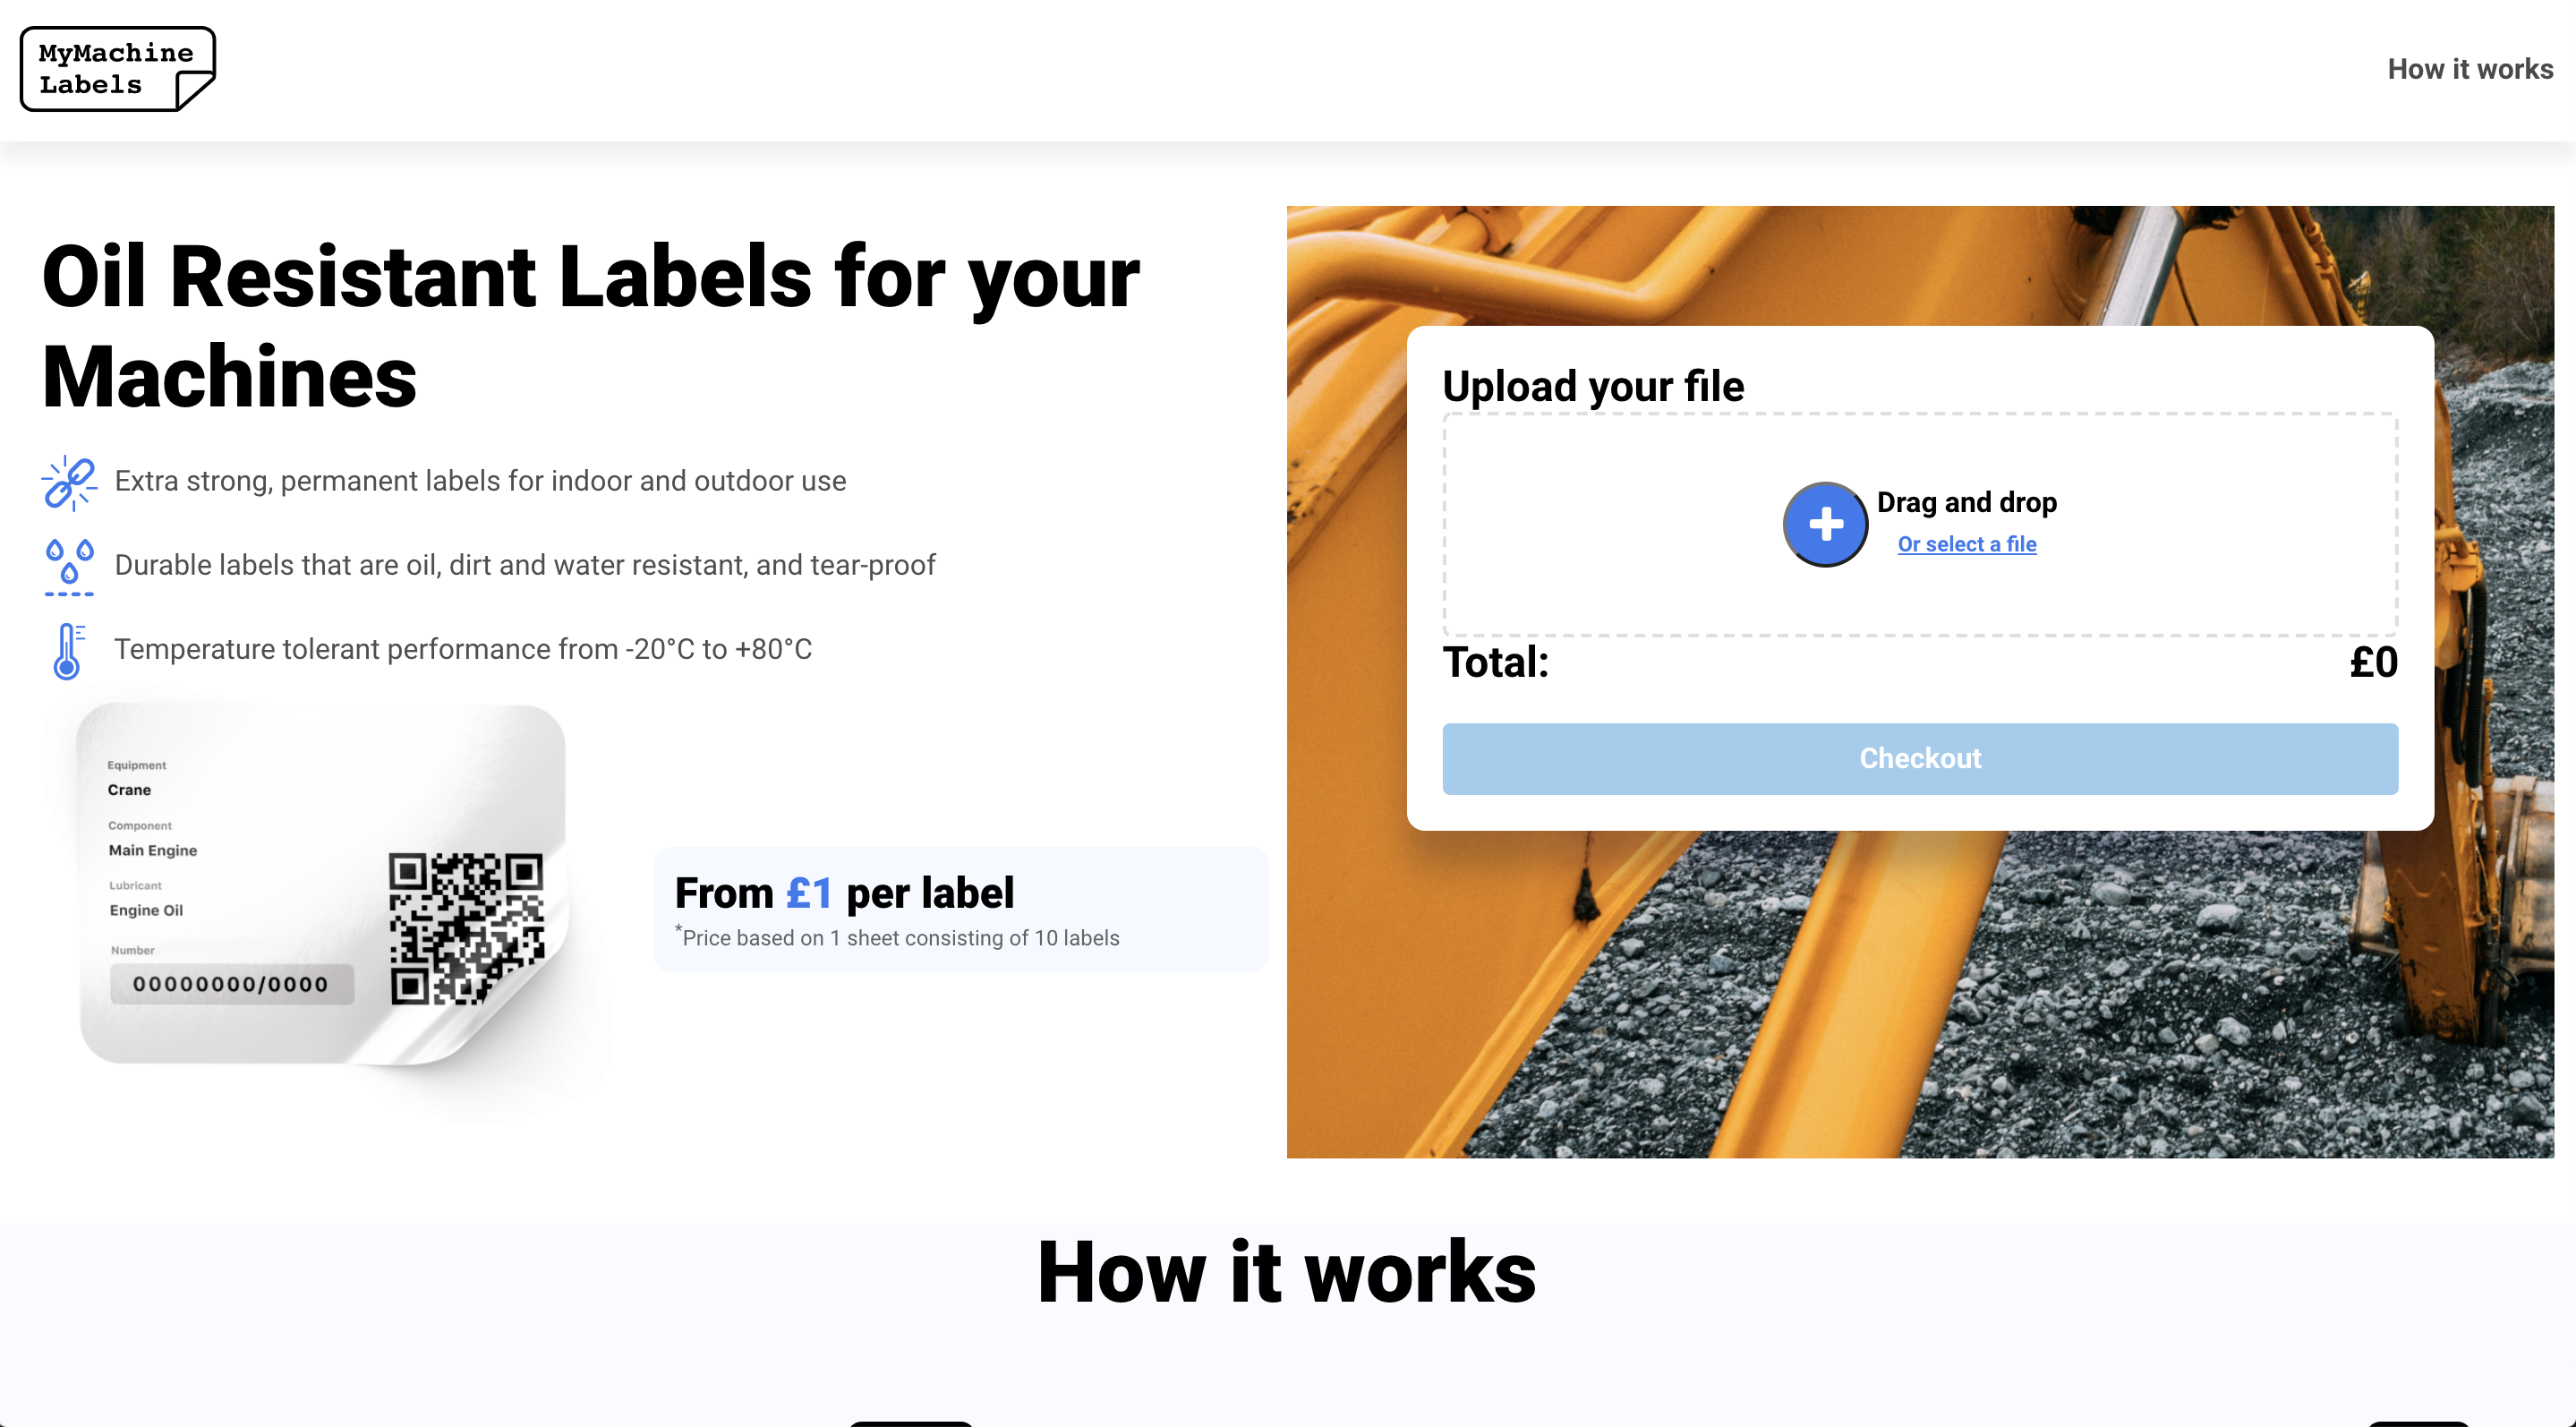 MyMachine
Labels
How it works
Oil Resistant Labels for your
Machines
Extra strong, permanent labels for indoor and outdoor use
Durable labels that are oil, dirt and water resistant, and tear-proof
Temperature tolerant performance from -20°C to +80°C
Equipment
Crane
Component
Main Engine
Lubricant
Engine Oil
Number
00000000/0000
From £1 per label
*Price based on 1 sheet consisting of 10 labels
Upload your file
Drag and drop
Or select a file
Total: £0
Checkout
How it works